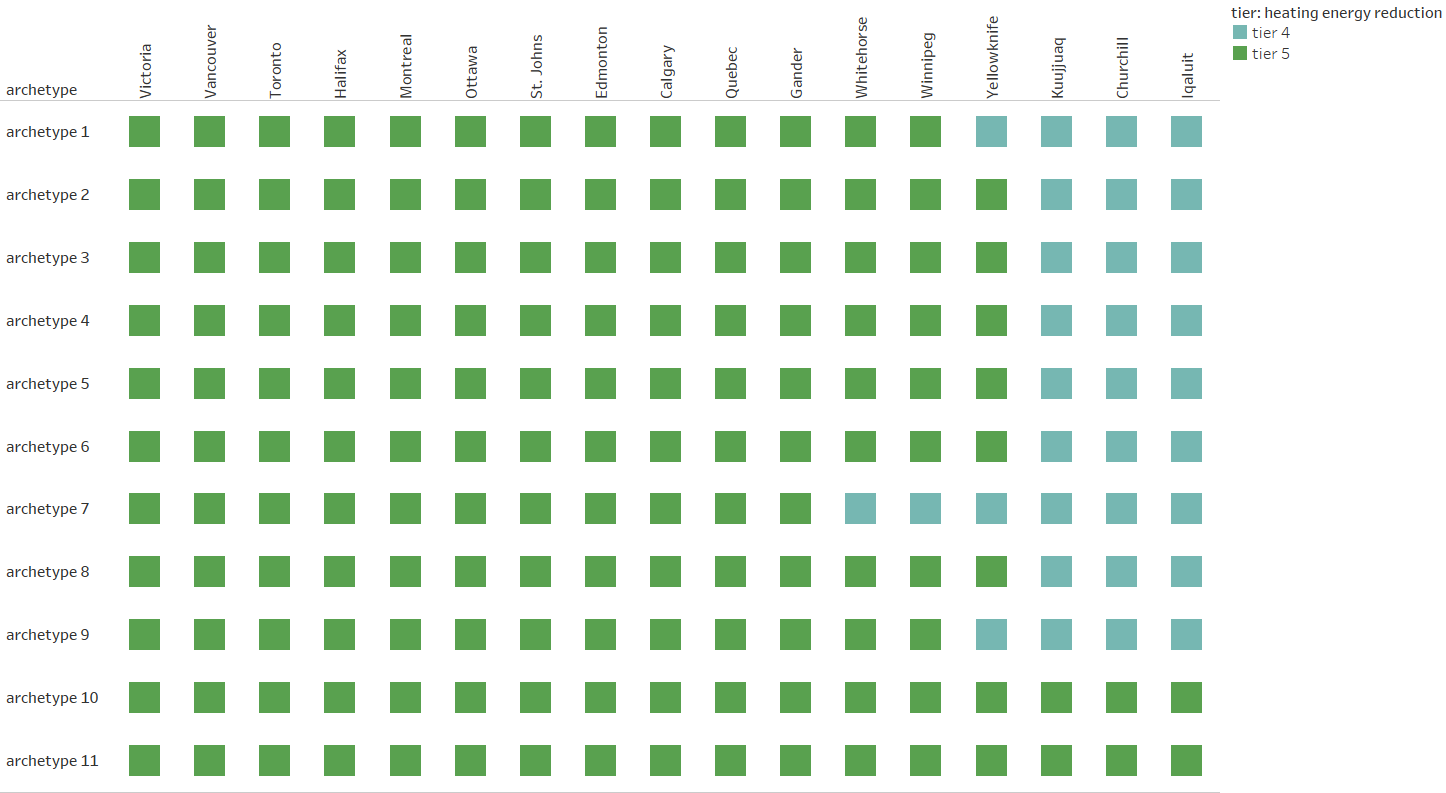 tier: heating energy reduction
tier 4
tier 5
archetype
Victoria
Vancouver
Toronto
Halifax
Montreal
Ottawa
St. Johns
Edmonton
Calgary
Quebec
Gander
Whitehorse
Winnipeg
Yellowknife
Kuujjuaq
Churchill
Iqaluit
archetype 1
archetype 2
archetype 3
archetype 4
archetype 5
archetype 6
archetype 7
archetype 8
archetype 9
archetype 10
archetype 11